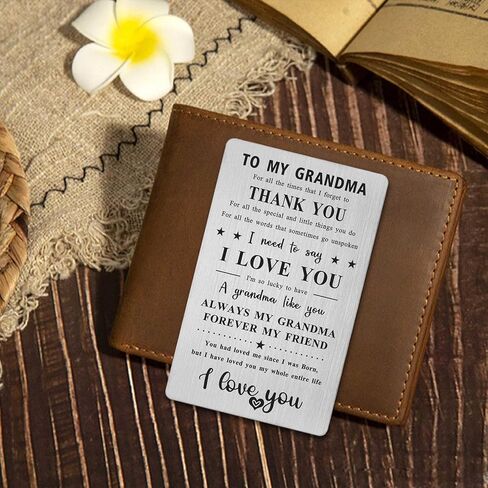 TO MY GRANDMA
For all the times that I forget to
THANK YOU
For all the special and little things you do
For all the words that sometimes go unspoken
I need to say
I LOVE YOU
I'm so lucky to have
A grandma like you
ALWAYS MY GRANDMA
FOREVER MY FRIEND
You had loved me since I was Born,
but I have loved you my whole entire life
I love you